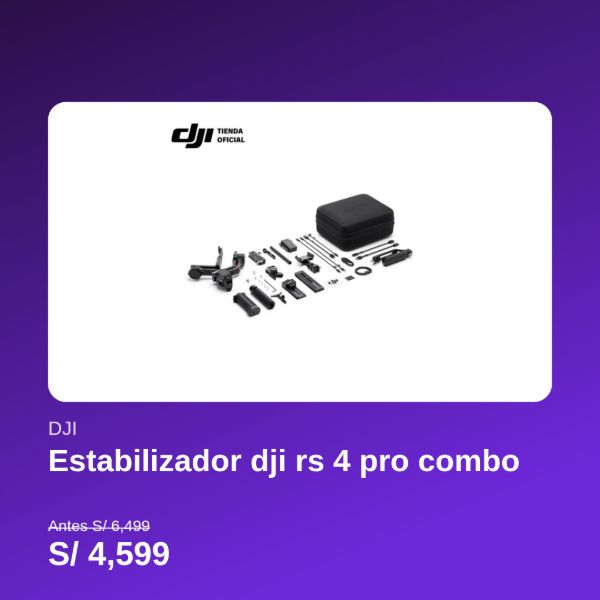 dji TIENDA
OFICIAL
DJI
Estabilizador dji rs 4 pro combo
Antes S/ 6,499
S/ 4,599